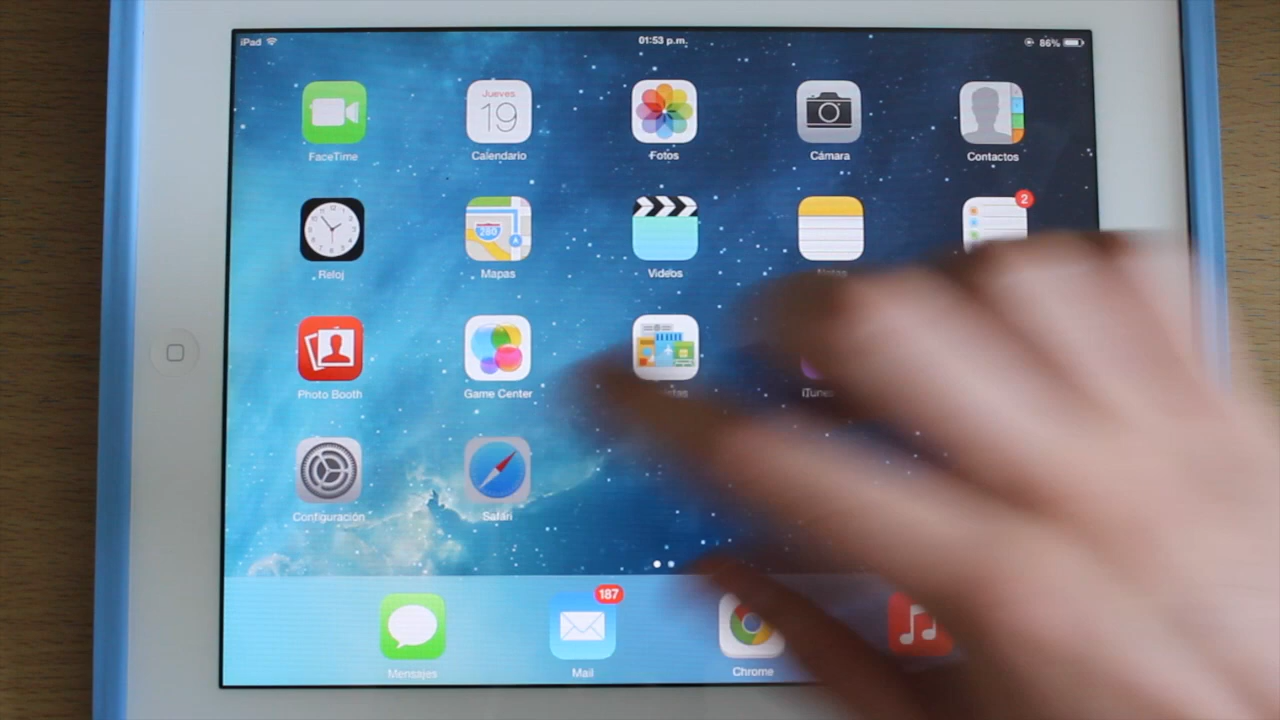 iPad 01:53 p.m. 86%
Jueves
19
FaceTime Calendario Fotos Cámara Contactos
280
2
Reloj Mapas Videos
Photo Booth Game Center
Configuración Safari
187
Mensajes Mail Chrome